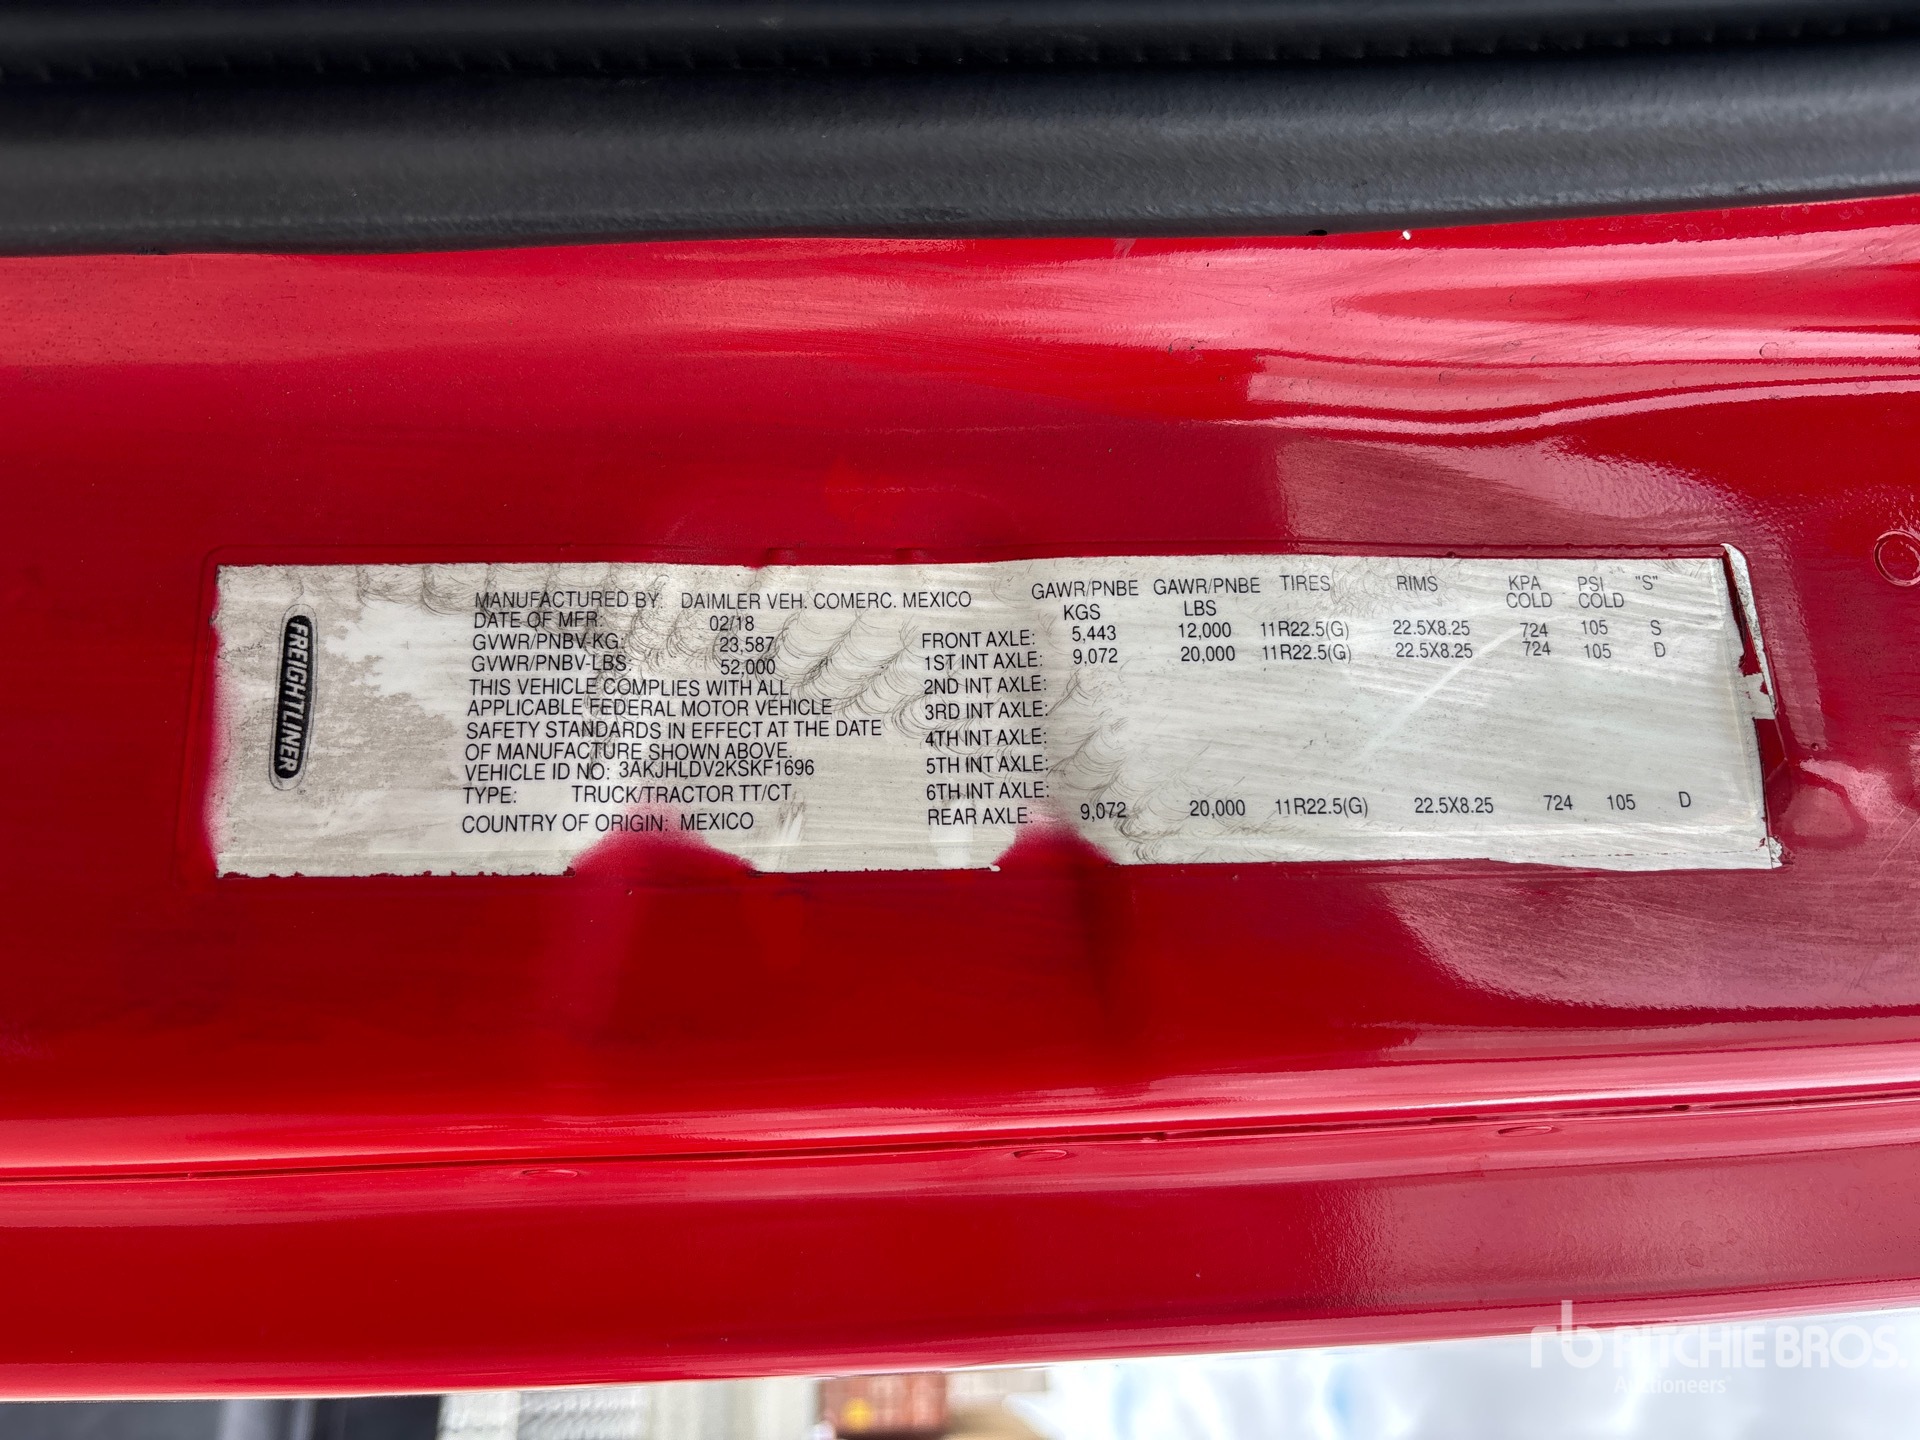 FREIGHTLINER
MANUFACTURED BY: DAIMLER VEH. COMERC. MEXICO
DATE OF MFR: 02/18
GVWR/PNBV-KG: 23,587
GVWR/PNBV-LBS: 52,000
THIS VEHICLE COMPLIES WITH ALL
APPLICABLE FEDERAL MOTOR VEHICLE
SAFETY STANDARDS IN EFFECT AT THE DATE
OF MANUFACTURE SHOWN ABOVE.
VEHICLE ID NO: 3AKJHLDV2KSKF1696
TYPE: TRUCK/TRACTOR TT/CT
COUNTRY OF ORIGIN: MEXICO
GAWR/PNBE GAWR/PNBE TIRES RIMS KPA PSI "S"
KGS LBS COLD COLD
FRONT AXLE: 5,443 12,000 11R22.5(G) 22.5X8.25 724 105 S
1ST INT AXLE: 9,072 20,000 11R22.5(G) 22.5X8.25 724 105 D
2ND INT AXLE:
3RD INT AXLE:
4TH INT AXLE:
5TH INT AXLE:
6TH INT AXLE:
REAR AXLE: 9,072 20,000 11R22.5(G) 22.5X8.25 724 105 D
rb RITCHIE BROS.
Auctioneers